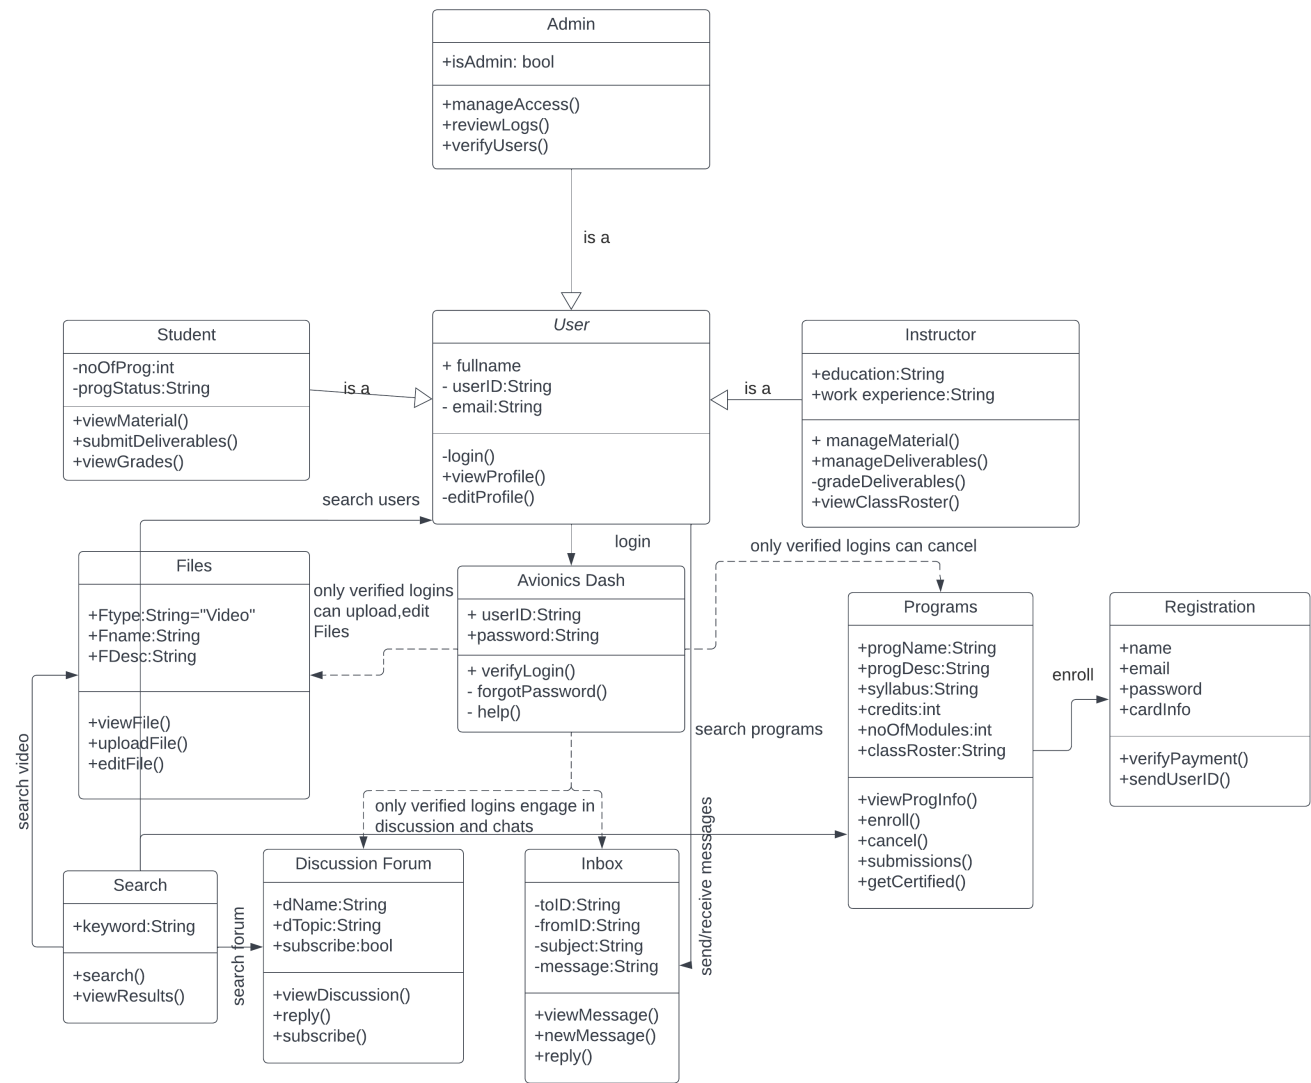 Admin
+isAdmin: bool
+manageAccess()
+reviewLogs()
+verifyUsers()
is a
Student
-noOfProg:int
-progStatus:String
+viewMaterial()
+submitDeliverables()
+viewGrades()
is a
User
+ fullname
- userID:String
- email:String
-login()
+viewProfile()
-editProfile()
is a
Instructor
+education:String
+work experience:String
+ manageMaterial()
+manageDeliverables()
-gradeDeliverables()
+viewClassRoster()
search users
login
only verified logins can cancel
Files
+Ftype:String="Video"
+Fname:String
+FDesc:String
+viewFile()
+uploadFile()
+editFile()
only verified logins
can upload,edit
Files
Avionics Dash
+ userID:String
+password:String
+ verifyLogin()
- forgotPassword()
- help()
search programs
Programs
+progName:String
+progDesc:String
+syllabus:String
+credits:int
+noOfModules:int
+classRoster:String
+viewProgInfo()
+enroll()
+cancel()
+submissions()
+getCertified()
enroll
Registration
+name
+email
+password
+cardInfo
+verifyPayment()
+sendUserID()
search video
only verified logins engage in
discussion and chats
send/receive messages
Search
+keyword:String
+search()
+viewResults()
search forum
Discussion Forum
+dName:String
+dTopic:String
+subscribe:bool
+viewDiscussion()
+reply()
+subscribe()
Inbox
-toID:String
-fromID:String
-subject:String
-message:String
+viewMessage()
+newMessage()
+reply()